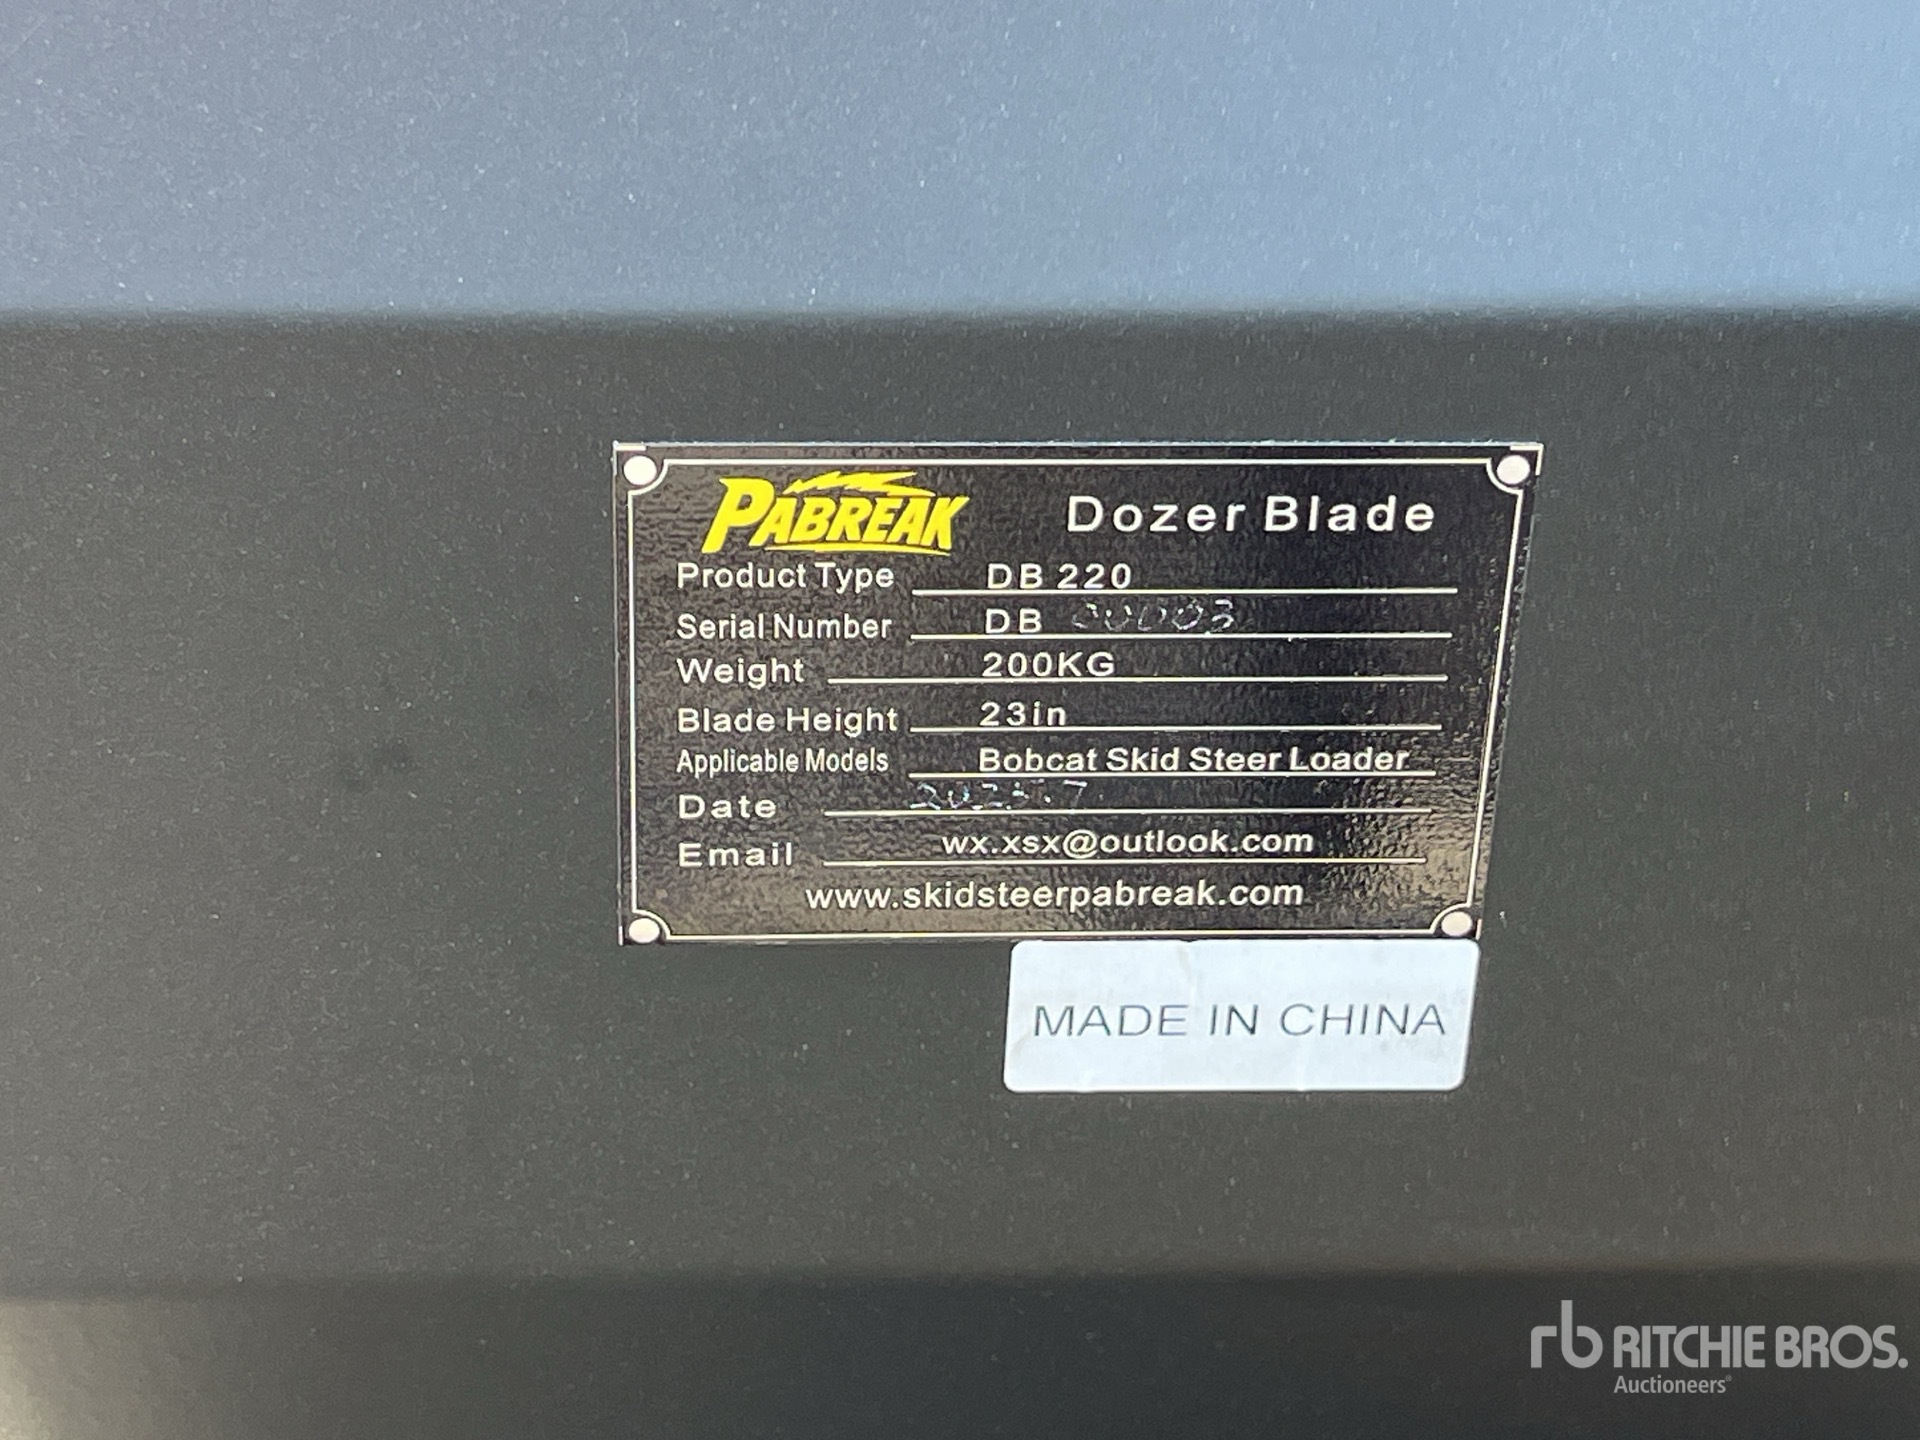 PABREAK Dozer Blade
Product Type DB 220
Serial Number DB 00003
Weight 200KG
Blade Height 23in
Applicable Models Bobcat Skid Steer Loader
Date
Email wx.xsx@outlook.com
www.skidsteerpabreak.com
MADE IN CHINA
rb RITCHIE BROS.
Auctioneers®